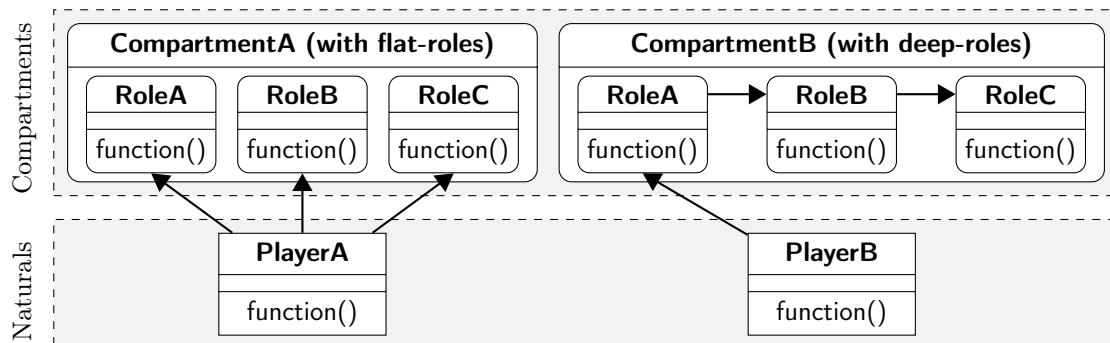 Compartments
CompartmentA (with flat-roles)
RoleA
function()
RoleB
function()
RoleC
function()
CompartmentB (with deep-roles)
RoleA
function()
RoleB
function()
RoleC
function()
Naturals
PlayerA
function()
PlayerB
function()